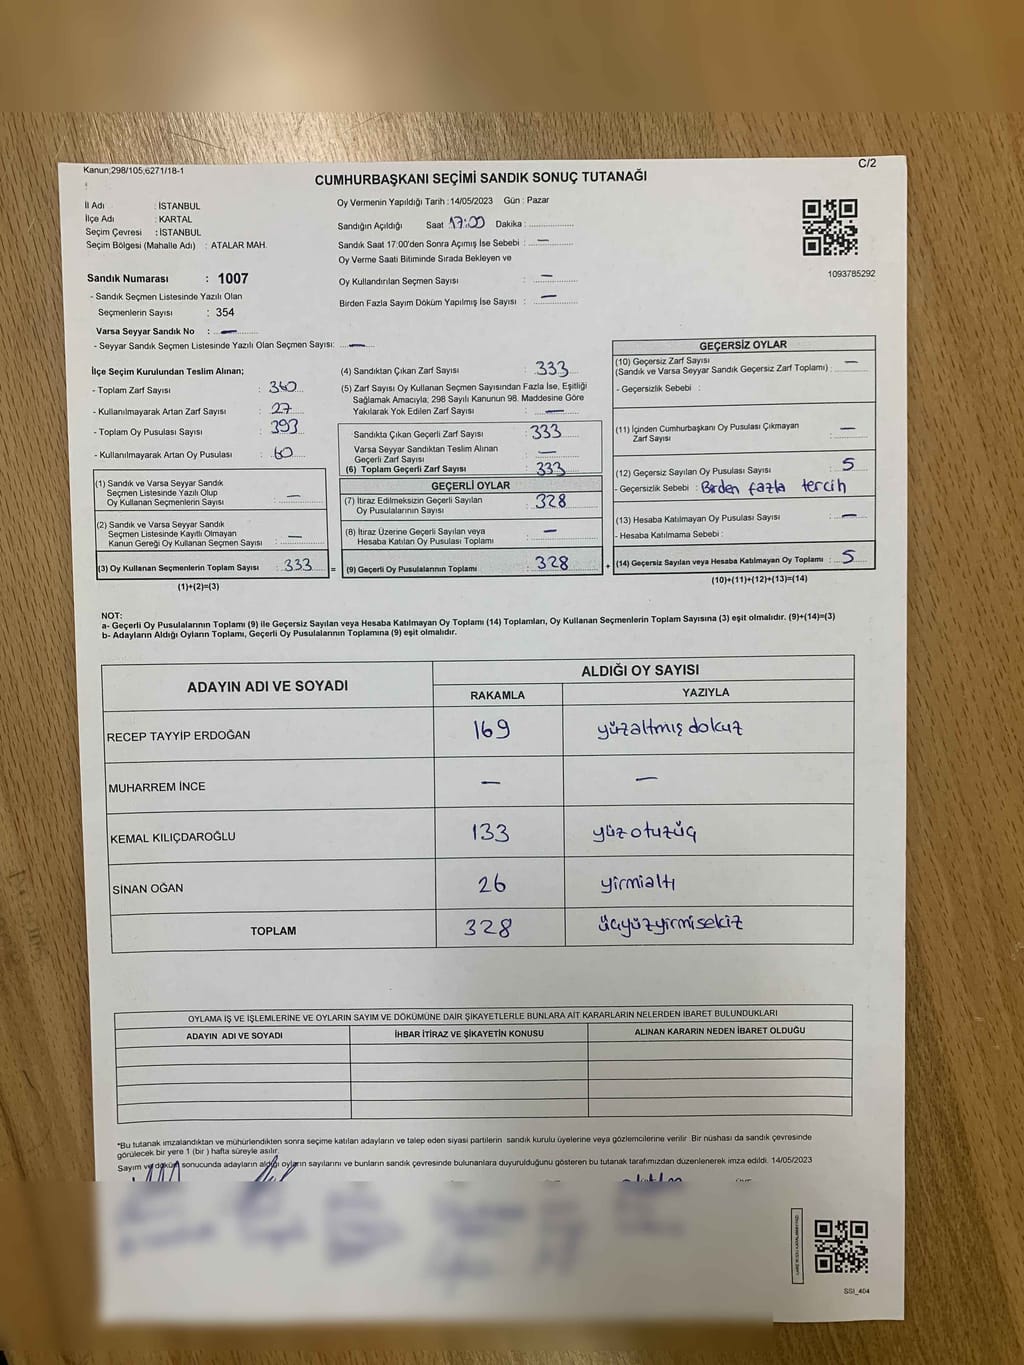 Kanun;298/105;6271/18-1
C/2
CUMHURBAŞKANI SEÇİMİ SANDIK SONUÇ TUTANAĞI
İl Adı : İSTANBUL
İlçe Adı : KARTAL
Seçim Çevresi : İSTANBUL
Seçim Bölgesi (Mahalle Adı) : ATALAR MAH.
Sandık Numarası : 1007
- Sandık Seçmen Listesinde Yazılı Olan
Seçmenlerin Sayısı : 354
Varsa Seyyar Sandık No : —
- Seyyar Sandık Seçmen Listesinde Yazılı Olan Seçmen Sayısı: —
Oy Vermenin Yapıldığı Tarih : 14/05/2023 Gün : Pazar
Sandığın Açıldığı Saat 17:00 Dakika : ................
Sandık Saat 17:00'den Sonra Açımış İse Sebebi : —
Oy Verme Saati Bitiminde Sırada Bekleyen ve
Oy Kullandırılan Seçmen Sayısı : —
Birden Fazla Sayım Döküm Yapılmış İse Sayısı : —
1093785292
İlçe Seçim Kurulundan Teslim Alınan;
- Toplam Zarf Sayısı : 360
- Kullanılmayarak Artan Zarf Sayısı : 27
- Toplam Oy Pusulası Sayısı : 393
- Kullanılmayarak Artan Oy Pusulası : 60
(1) Sandık ve Varsa Seyyar Sandık
Seçmen Listesinde Yazılı Olup
Oy Kullanan Seçmenlerin Sayısı : —
(2) Sandık ve Varsa Seyyar Sandık
Seçmen Listesinde Kayıtlı Olmayan
Kanun Gereği Oy Kullanan Seçmen Sayısı : —
(3) Oy Kullanan Seçmenlerin Toplam Sayısı : 333 =
(1)+(2)=(3)
(4) Sandıktan Çıkan Zarf Sayısı : 333
(5) Zarf Sayısı Oy Kullanan Seçmen Sayısından Fazla İse, Eşitliği
Sağlamak Amacıyla; 298 Sayılı Kanunun 98. Maddesine Göre
Yakılarak Yok Edilen Zarf Sayısı : —
Sandıkta Çıkan Geçerli Zarf Sayısı : 333
Varsa Seyyar Sandıktan Teslim Alınan
Geçerli Zarf Sayısı : —
(6) Toplam Geçerli Zarf Sayısı : 333
GEÇERLİ OYLAR
(7) İtiraz Edilmeksizin Geçerli Sayılan
Oy Pusulalarının Sayısı : 328
(8) İtiraz Üzerine Geçerli Sayılan veya
Hesaba Katılan Oy Pusulası Toplamı : —
(9) Geçerli Oy Pusulalarının Toplamı : 328 +
GEÇERSİZ OYLAR
(10) Geçersiz Zarf Sayısı
(Sandık ve Varsa Seyyar Sandık Geçersiz Zarf Toplamı) : —
- Geçersizlik Sebebi :
(11) İçinden Cumhurbaşkanı Oy Pusulası Çıkmayan
Zarf Sayısı : —
(12) Geçersiz Sayılan Oy Pusulası Sayısı : 5
- Geçersizlik Sebebi : Birden fazla tercih
(13) Hesaba Katılmayan Oy Pusulası Sayısı : —
- Hesaba Katılmama Sebebi :
(14) Geçersiz Sayılan veya Hesaba Katılmayan Oy Toplamı : 5
(10)+(11)+(12)+(13)=(14)
NOT:
a- Geçerli Oy Pusulalarının Toplamı (9) ile Geçersiz Sayılan veya Hesaba Katılmayan Oy Toplamı (14) Toplamları, Oy Kullanan Seçmenlerin Toplam Sayısına (3) eşit olmalıdır. (9)+(14)=(3)
b- Adayların Aldığı Oyların Toplamı, Geçerli Oy Pusulalarının Toplamına (9) eşit olmalıdır.
ADAYIN ADI VE SOYADI ALDIĞI OY SAYISI
RAKAMLA YAZIYLA
RECEP TAYYİP ERDOĞAN 169 yüzaltmış dokuz
MUHARREM İNCE — —
KEMAL KILIÇDAROĞLU 133 yüzotuzüç
SİNAN OĞAN 26 yirmialtı
TOPLAM 328 üçyüzyirmisekiz
OYLAMA İŞ VE İŞLEMLERİNE VE OYLARIN SAYIM VE DÖKÜMÜNE DAİR ŞİKAYETLERLE BUNLARA AİT KARARLARIN NELERDEN İBARET BULUNDUKLARI
ADAYIN ADI VE SOYADI İHBAR İTİRAZ VE ŞİKAYETİN KONUSU ALINAN KARARIN NEDEN İBARET OLDUĞU
*Bu tutanak imzalandıktan ve mühürlendikten sonra seçime katılan adayların ve talep eden siyasi partilerin sandık kurulu üyelerine veya gözlemcilerine verilir Bir nüshası da sandık çevresinde
görülecek bir yere 1 (bir ) hafta süreyle asılır.
Sayım ve döküm sonucunda adayların aldığı oyların sayılarını ve bunların sandık çevresinde bulunanlara duyurulduğunu gösteren bu tutanak tarafımızdan düzenlenerek imza edildi. 14/05/2023
SSI_404